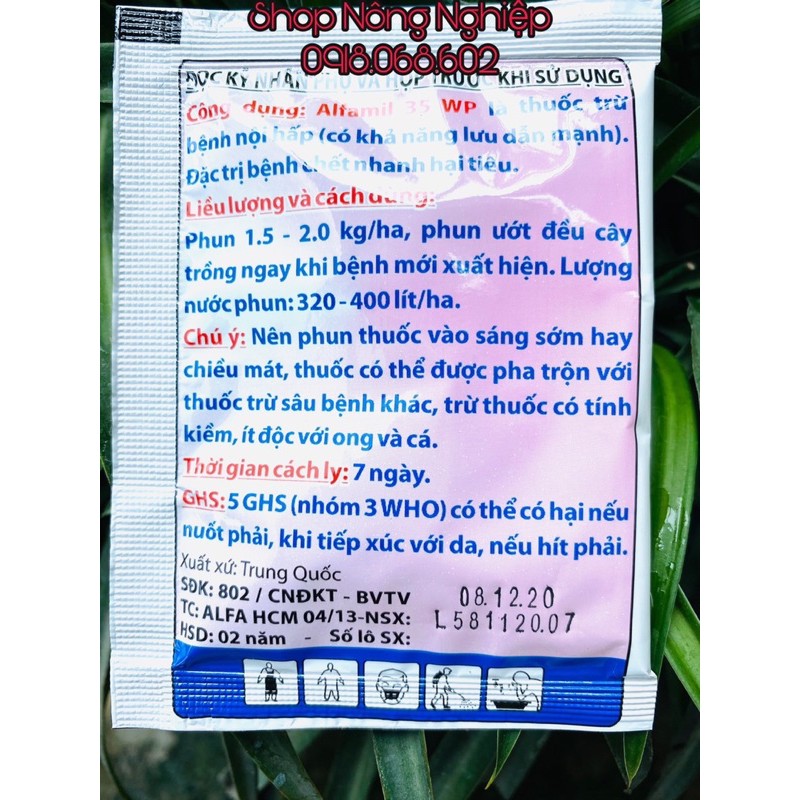 Shop Nông Nghiệp
0918.068.602
ĐỌC KỸ NHÃN PHỤ VÀ HỘP TRƯỚC KHI SỬ DỤNG
Công dụng: Alfamil 35 WP là thuốc trừ
bệnh nội hấp (có khả năng lưu dẫn mạnh).
Đặc trị bệnh chết nhanh hại tiêu.
Liều lượng và cách dùng:
Phun 1.5 - 2.0 kg/ha, phun ướt đều cây
trồng ngay khi bệnh mới xuất hiện. Lượng
nước phun: 320 - 400 lít/ha.
Chú ý: Nên phun thuốc vào sáng sớm hay
chiều mát, thuốc có thể được pha trộn với
thuốc trừ sâu bệnh khác, trừ thuốc có tính
kiềm, ít độc với ong và cá.
Thời gian cách ly: 7 ngày.
GHS: 5 GHS (nhóm 3 WHO) có thể có hại nếu
nuốt phải, khi tiếp xúc với da, nếu hít phải.
Xuất xứ: Trung Quốc
SĐK: 802 / CNĐKT - BVTV
TC: ALFA HCM 04/13-NSX: 08.12.20
HSD: 02 năm - Số lô SX: L581120.07